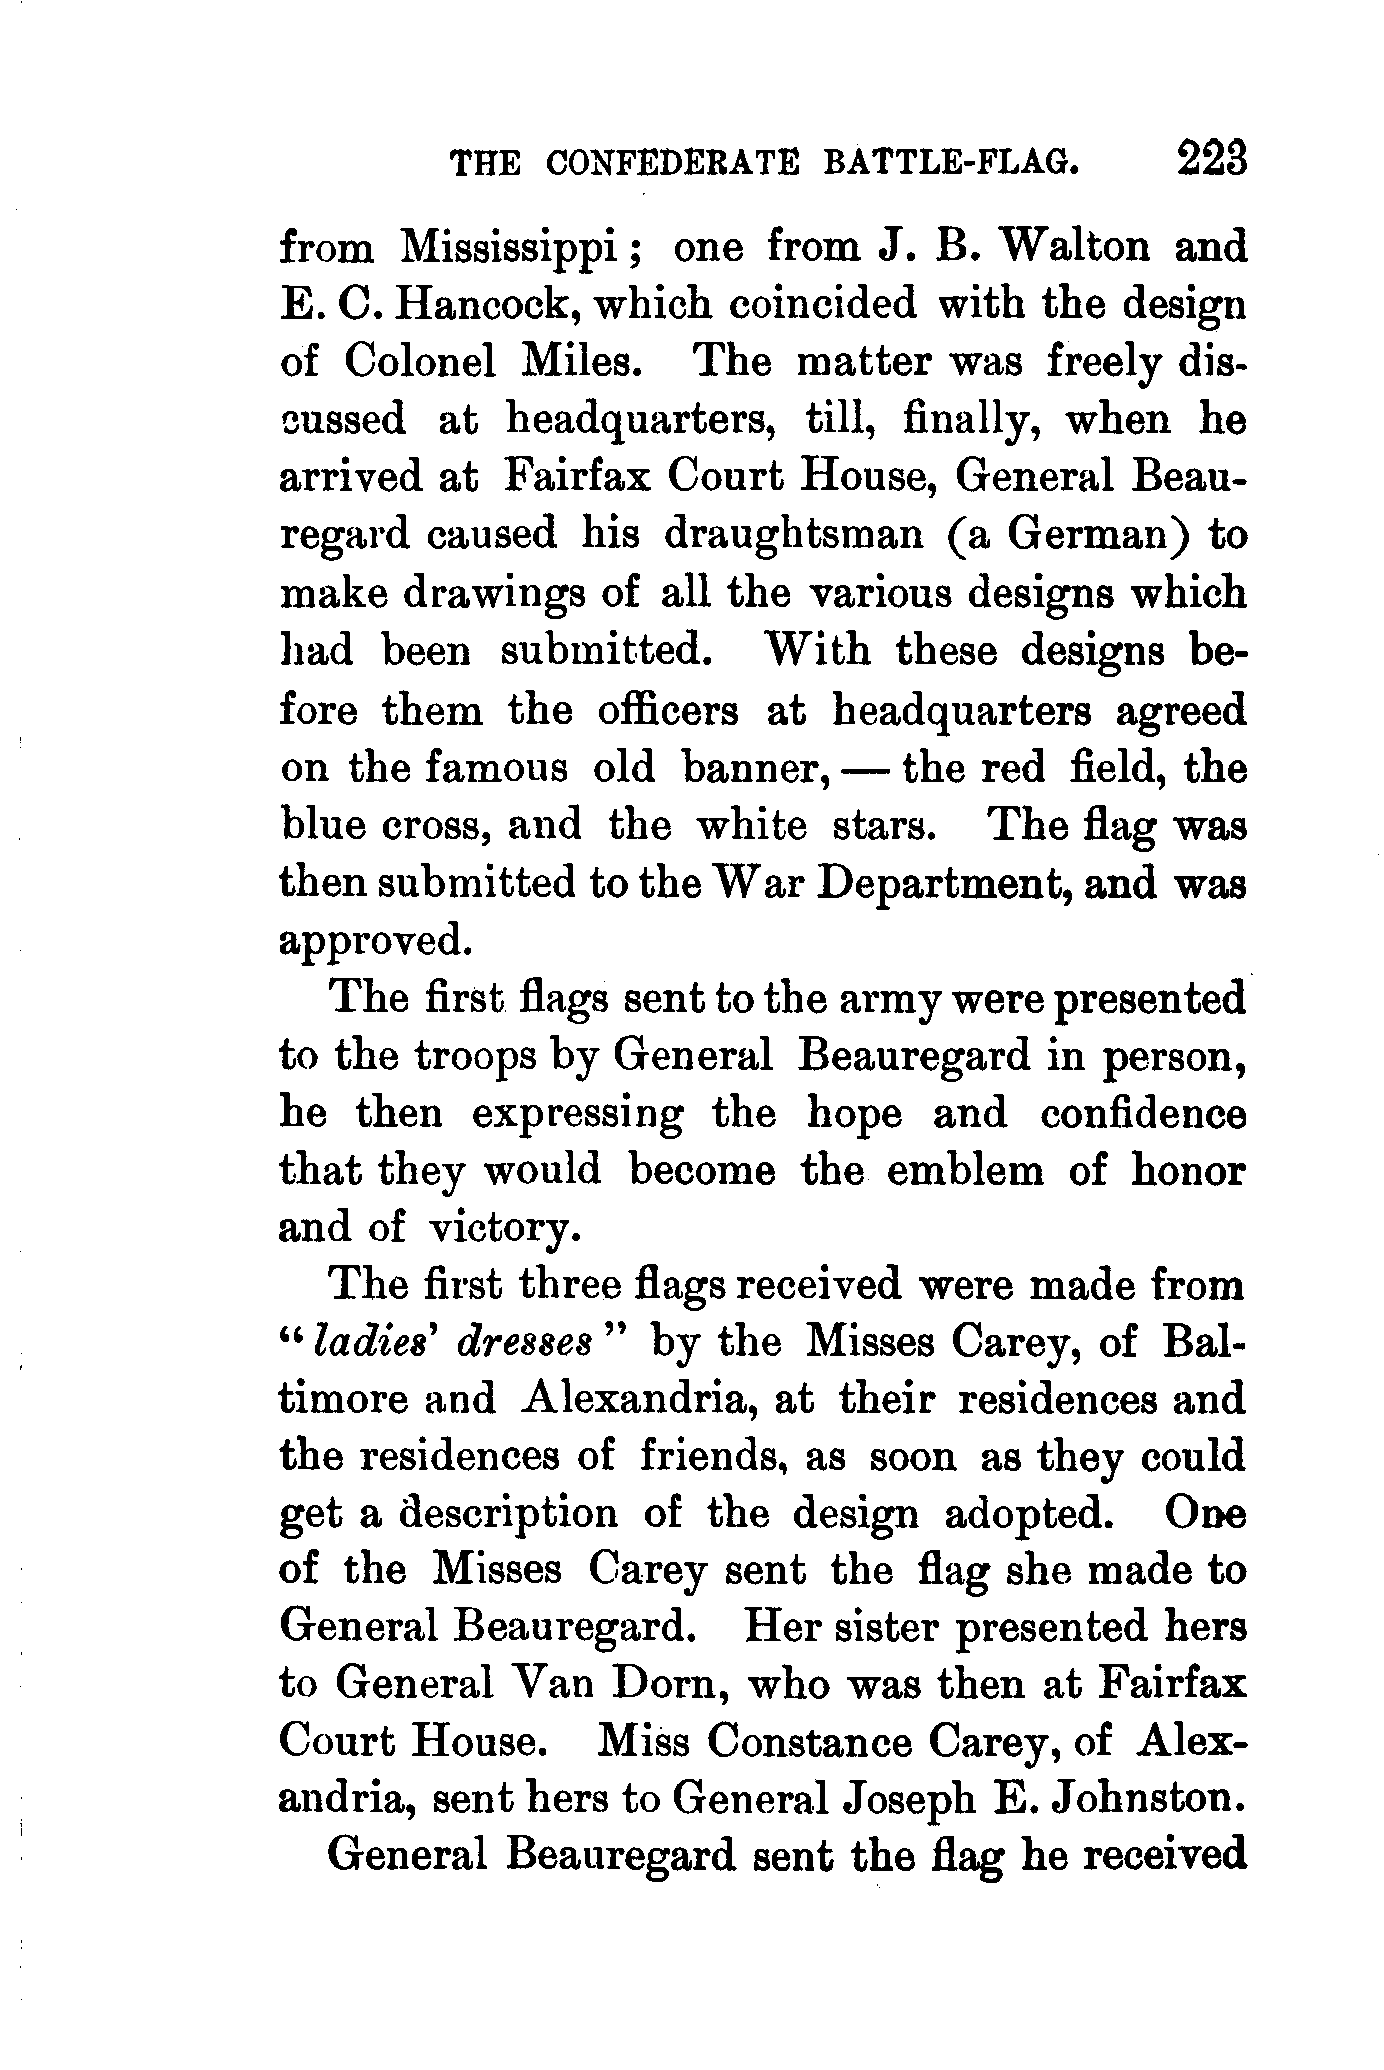 THE CONFEDERATE BATTLE-FLAG. 223
from Mississippi; one from J. B. Walton and
E. C. Hancock, which coincided with the design
of Colonel Miles. The matter was freely dis-
cussed at headquarters, till, finally, when he
arrived at Fairfax Court House, General Beau-
regard caused his draughtsman (a German) to
make drawings of all the various designs which
had been submitted. With these designs be-
fore them the officers at headquarters agreed
on the famous old banner, — the red field, the
blue cross, and the white stars. The flag was
then submitted to the War Department, and was
approved.
The first flags sent to the army were presented
to the troops by General Beauregard in person,
he then expressing the hope and confidence
that they would become the emblem of honor
and of victory.
The first three flags received were made from
"ladies' dresses" by the Misses Carey, of Bal-
timore and Alexandria, at their residences and
the residences of friends, as soon as they could
get a description of the design adopted. One
of the Misses Carey sent the flag she made to
General Beauregard. Her sister presented hers
to General Van Dorn, who was then at Fairfax
Court House. Miss Constance Carey, of Alex-
andria, sent hers to General Joseph E. Johnston.
General Beauregard sent the flag he received